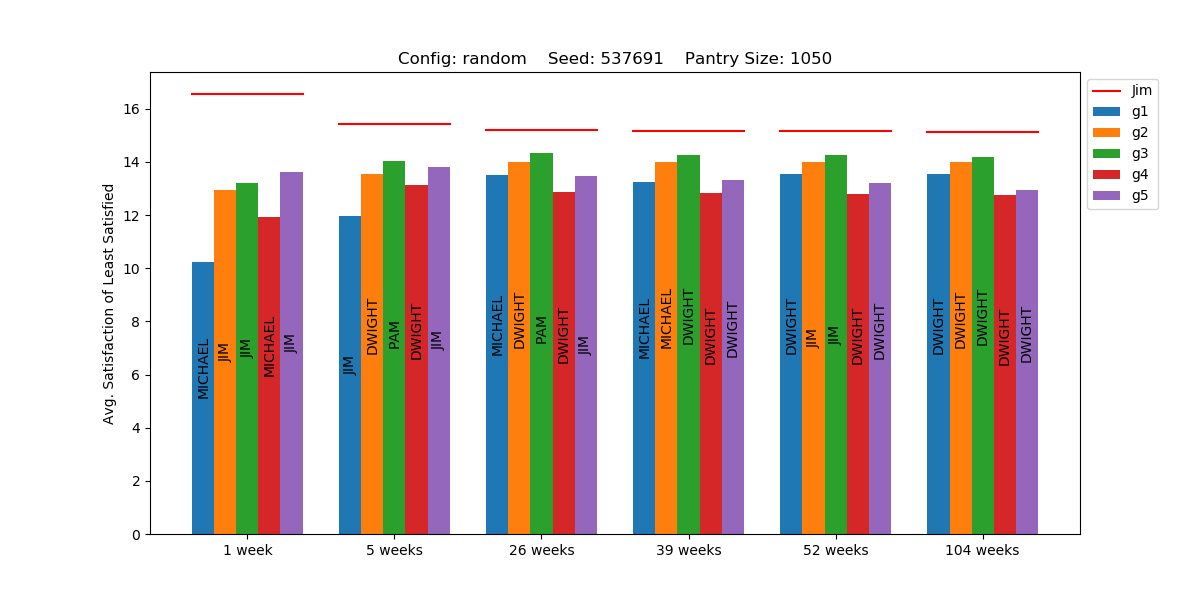 Config: random    Seed: 537691    Pantry Size: 1050
Avg. Satisfaction of Least Satisfied
16
14
12
10
8
6
4
2
0
MICHAEL
JIM
JIM
MICHAEL
JIM
JIM
DWIGHT
PAM
DWIGHT
JIM
MICHAEL
DWIGHT
PAM
DWIGHT
JIM
MICHAEL
MICHAEL
DWIGHT
DWIGHT
DWIGHT
DWIGHT
JIM
JIM
DWIGHT
DWIGHT
DWIGHT
DWIGHT
DWIGHT
DWIGHT
DWIGHT
1 week
5 weeks
26 weeks
39 weeks
52 weeks
104 weeks
Jim
g1
g2
g3
g4
g5